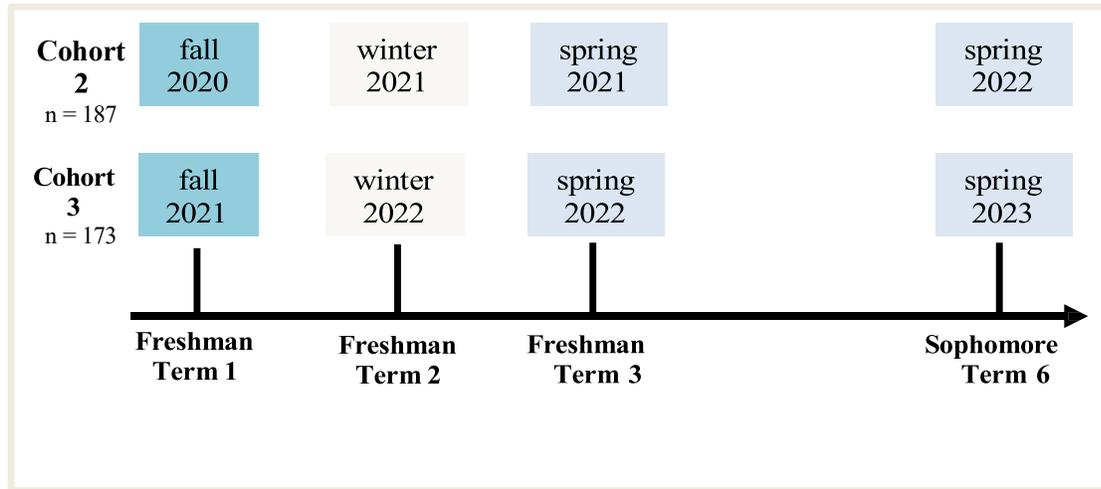 Cohort
2
n = 187
fall
2020
winter
2021
spring
2021
spring
2022
Cohort
3
n = 173
fall
2021
winter
2022
spring
2022
spring
2023
Freshman
Term 1
Freshman
Term 2
Freshman
Term 3
Sophomore
Term 6